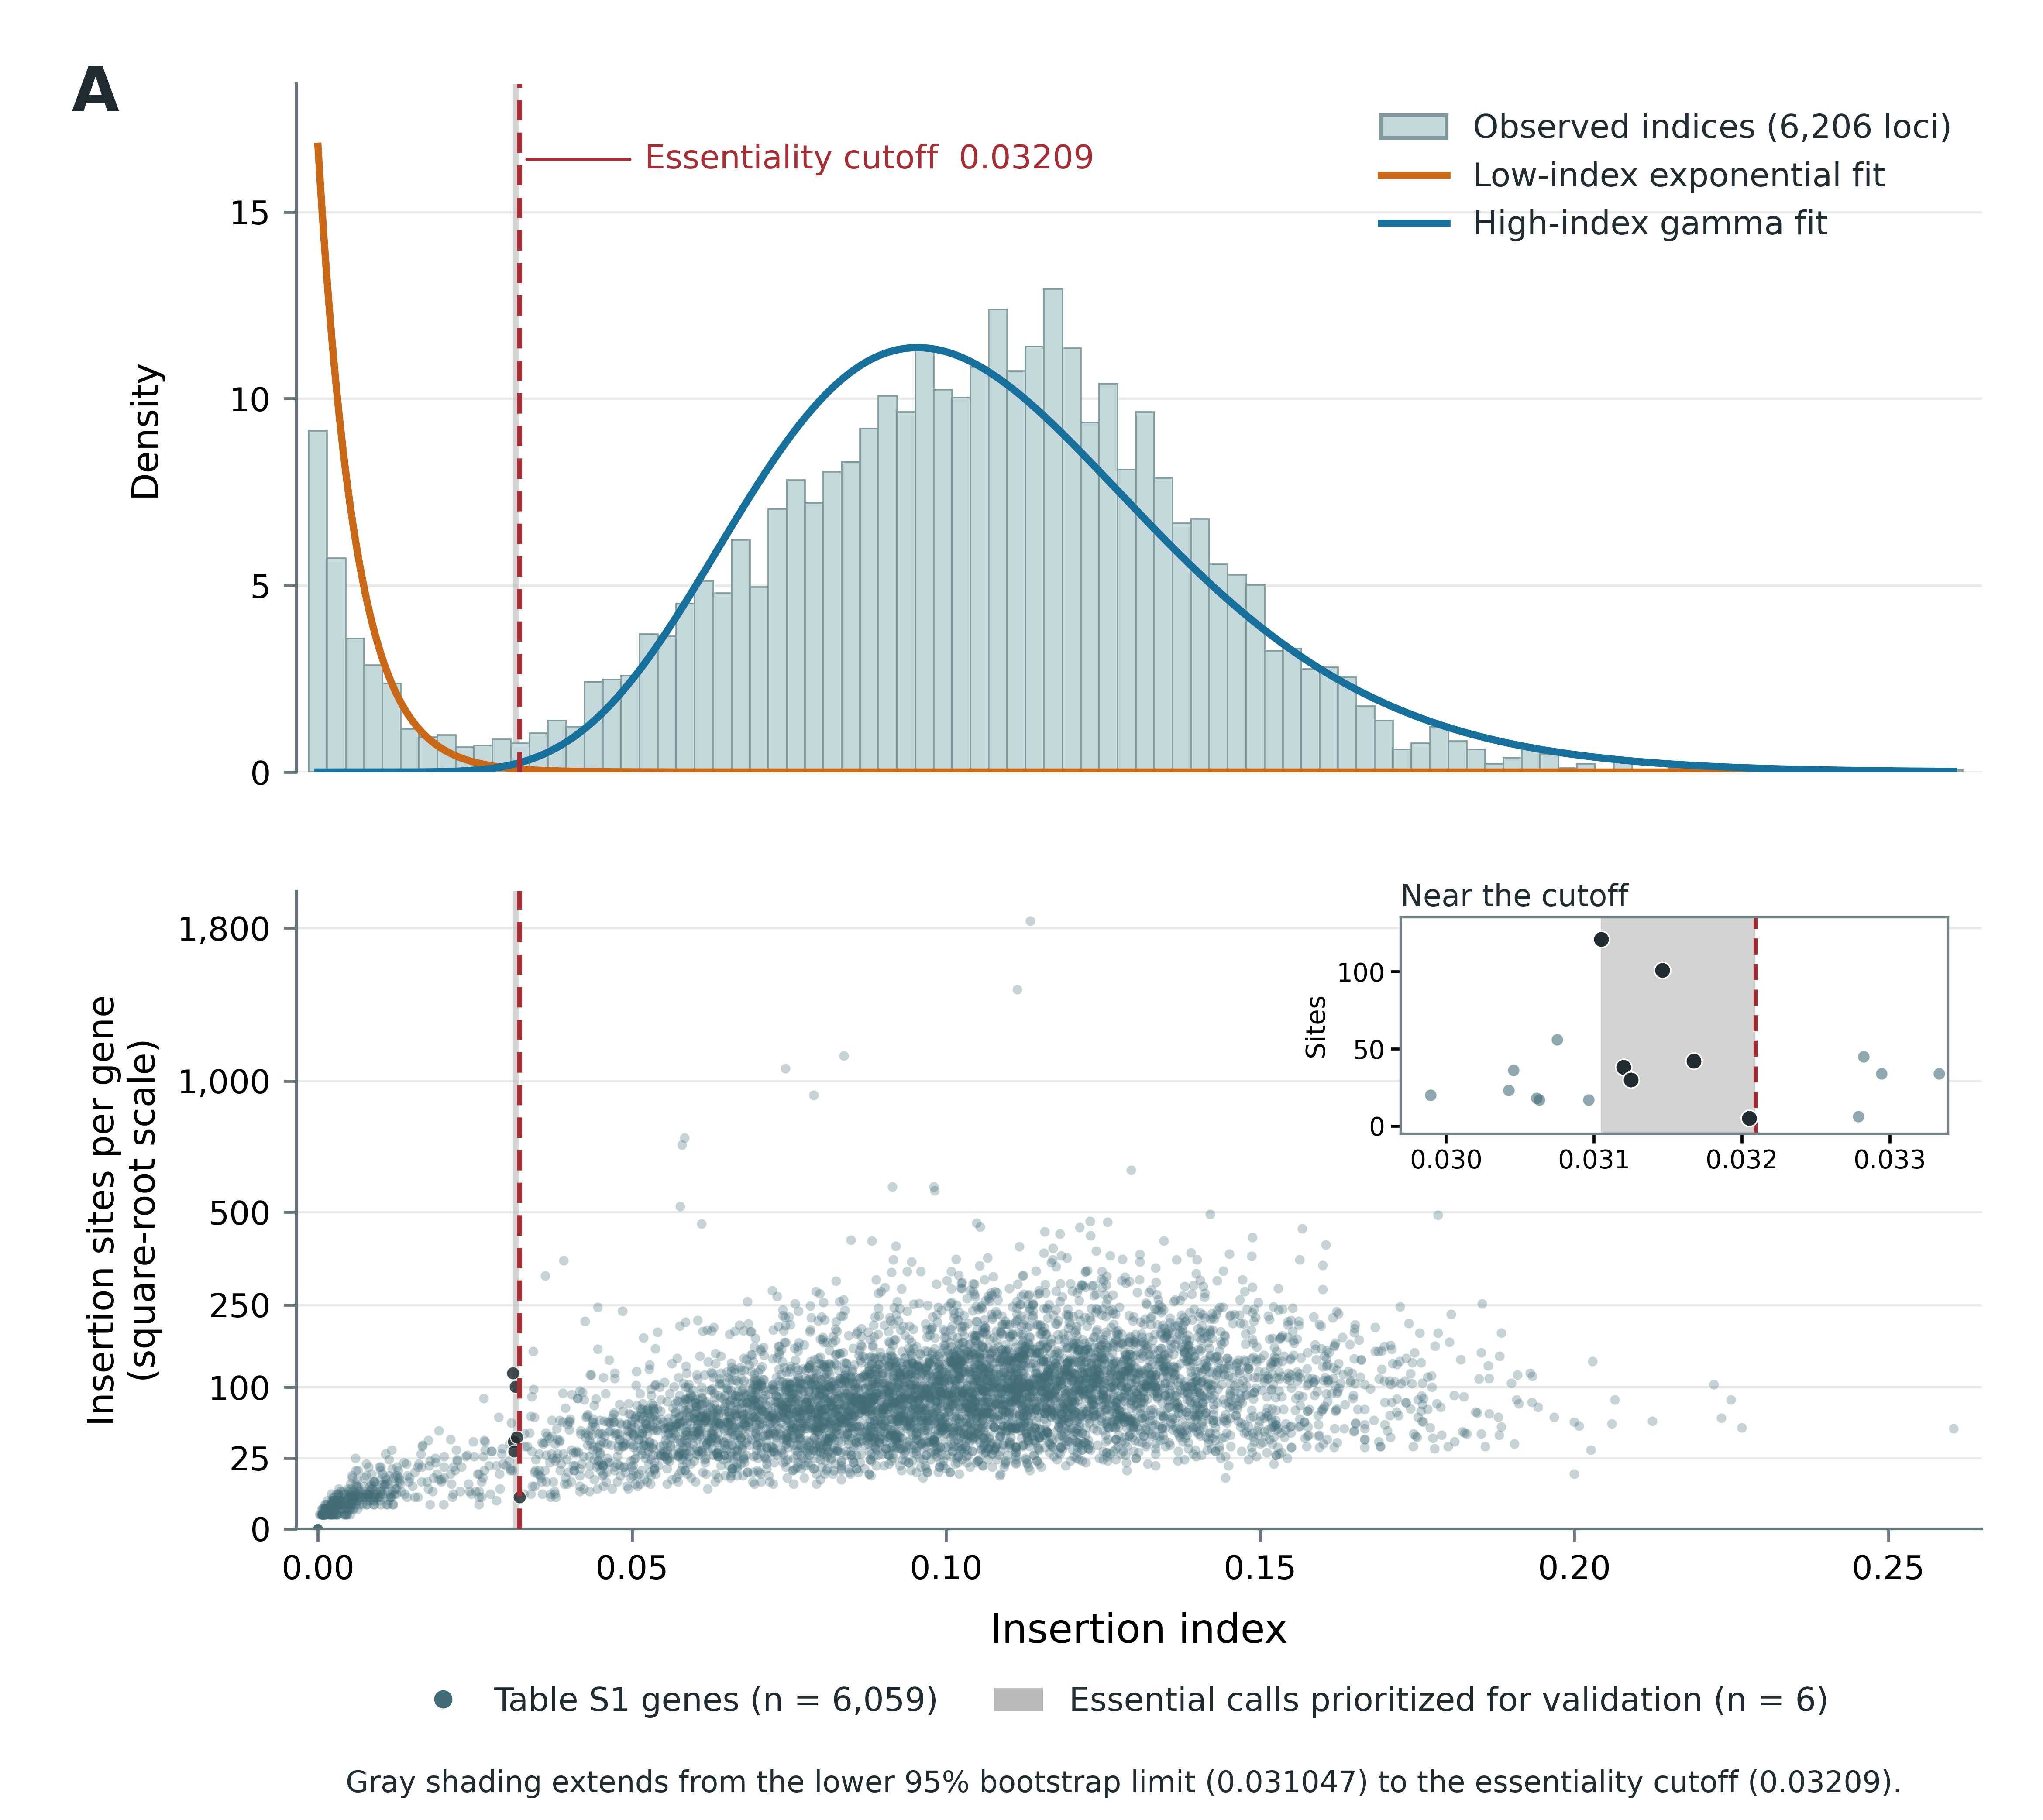 A
Essentiality cutoff 0.03209
Observed indices (6,206 loci)
Low-index exponential fit
High-index gamma fit
Density
15
10
5
0
Insertion sites per gene
(square-root scale)
1,800
1,000
500
250
100
25
0
Near the cutoff
Sites
100
50
0
0.030 0.031 0.032 0.033
0.00 0.05 0.10 0.15 0.20 0.25
Insertion index
Table S1 genes (n = 6,059) Essential calls prioritized for validation (n = 6)
Gray shading extends from the lower 95% bootstrap limit (0.031047) to the essentiality cutoff (0.03209).